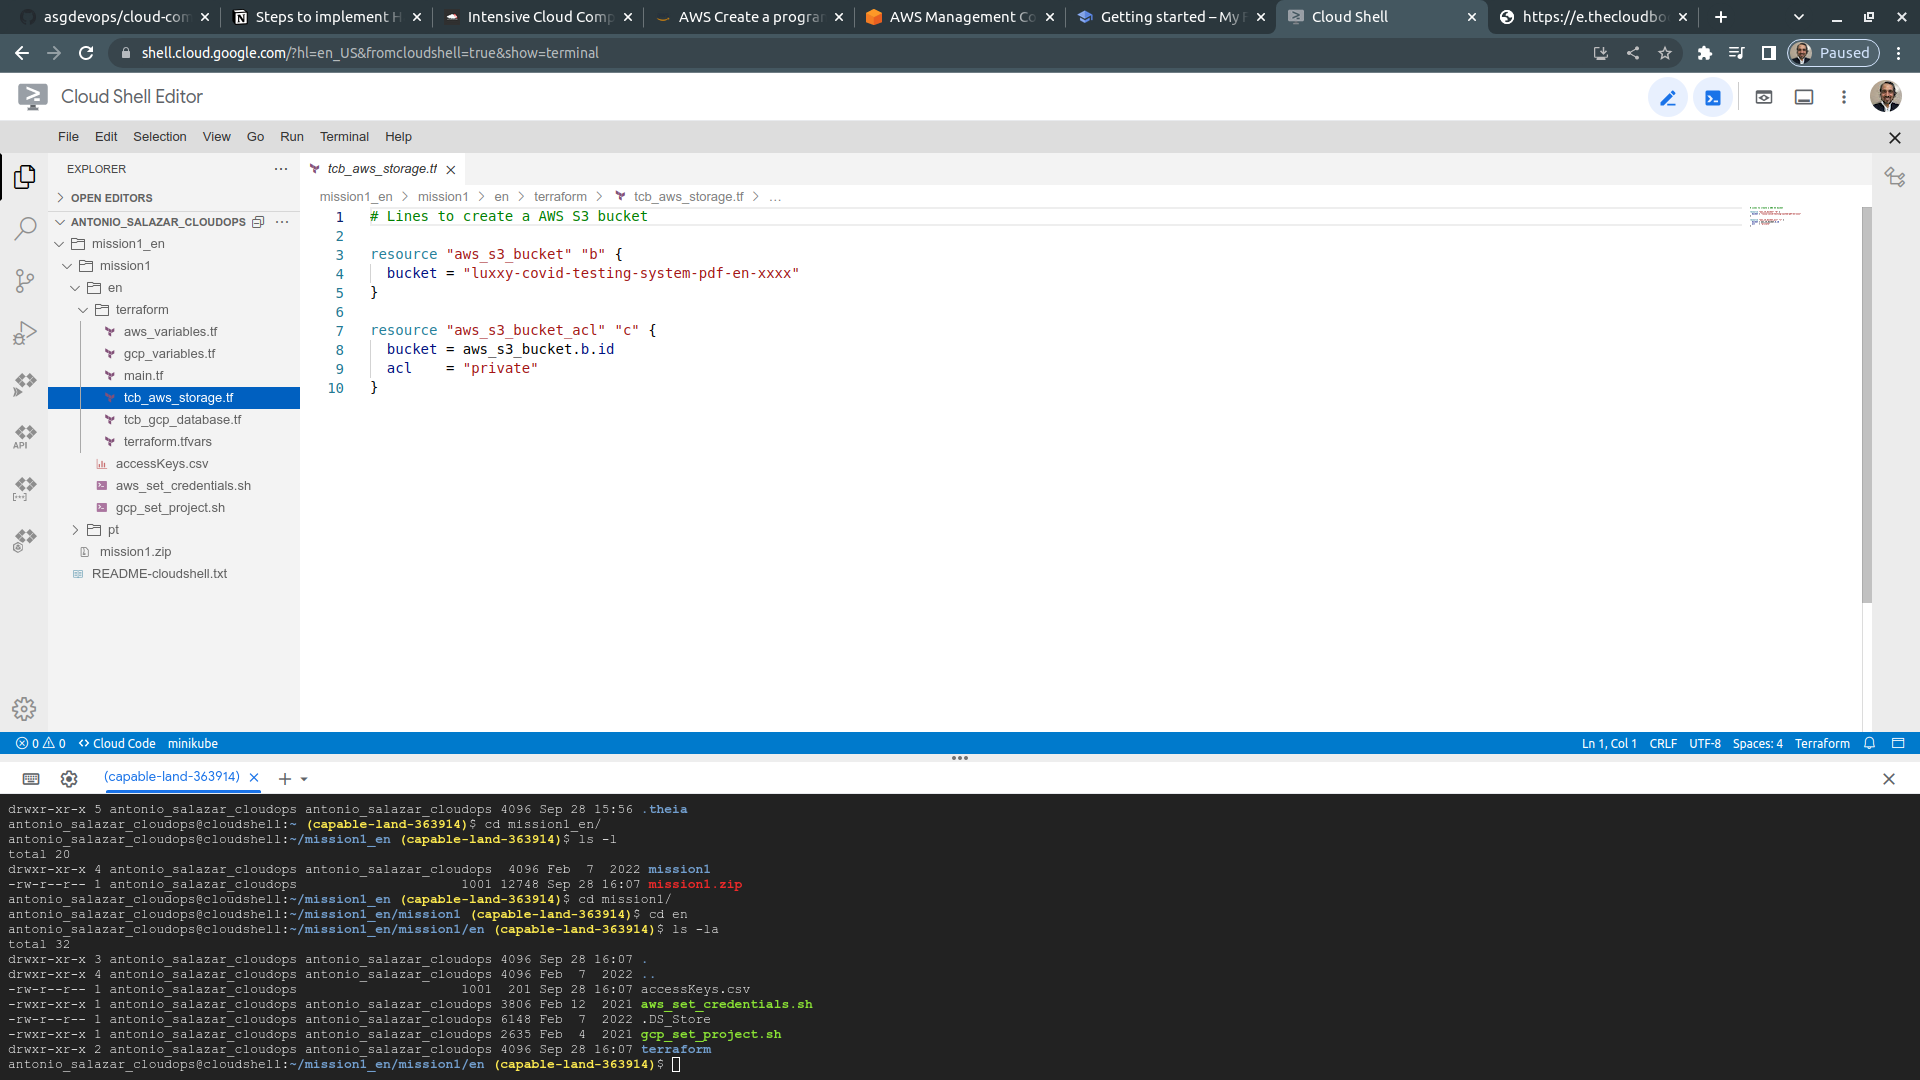 asgdevops/cloud-com
Steps to implement H
Intensive Cloud Comp
AWS Create a program
AWS Management Co
Getting started – My F
Cloud Shell
https://e.thecloudbo
shell.cloud.google.com/?hl=en_US&fromcloudshell=true&show=terminal
Paused
Cloud Shell Editor
File Edit Selection View Go Run Terminal Help
EXPLORER
tcb_aws_storage.tf
OPEN EDITORS
mission1_en > mission1 > en > terraform > tcb_aws_storage.tf > ...
ANTONIO_SALAZAR_CLOUDOPS
mission1_en
mission1
en
terraform
aws_variables.tf
gcp_variables.tf
main.tf
tcb_aws_storage.tf
tcb_gcp_database.tf
terraform.tfvars
accessKeys.csv
aws_set_credentials.sh
gcp_set_project.sh
pt
mission1.zip
README-cloudshell.txt
API
1 # Lines to create a AWS S3 bucket
2
3 resource "aws_s3_bucket" "b" {
4   bucket = "luxxy-covid-testing-system-pdf-en-xxxx"
5 }
6
7 resource "aws_s3_bucket_acl" "c" {
8   bucket = aws_s3_bucket.b.id
9   acl    = "private"
10 }
0 0 Cloud Code minikube
Ln 1, Col 1 CRLF UTF-8 Spaces: 4 Terraform
(capable-land-363914)
drwxr-xr-x 5 antonio_salazar_cloudops antonio_salazar_cloudops 4096 Sep 28 15:56 .theia
antonio_salazar_cloudops@cloudshell:~ (capable-land-363914)$ cd mission1_en/
antonio_salazar_cloudops@cloudshell:~/mission1_en (capable-land-363914)$ ls -l
total 20
drwxr-xr-x 4 antonio_salazar_cloudops antonio_salazar_cloudops  4096 Feb  7  2022 mission1
-rw-r--r-- 1 antonio_salazar_cloudops                     1001 12748 Sep 28 16:07 mission1.zip
antonio_salazar_cloudops@cloudshell:~/mission1_en (capable-land-363914)$ cd mission1/
antonio_salazar_cloudops@cloudshell:~/mission1_en/mission1 (capable-land-363914)$ cd en
antonio_salazar_cloudops@cloudshell:~/mission1_en/mission1/en (capable-land-363914)$ ls -la
total 32
drwxr-xr-x 3 antonio_salazar_cloudops antonio_salazar_cloudops 4096 Sep 28 16:07 .
drwxr-xr-x 4 antonio_salazar_cloudops antonio_salazar_cloudops 4096 Feb  7  2022 ..
-rw-r--r-- 1 antonio_salazar_cloudops                     1001  201 Sep 28 16:07 accessKeys.csv
-rwxr-xr-x 1 antonio_salazar_cloudops antonio_salazar_cloudops 3806 Feb 12  2021 aws_set_credentials.sh
-rw-r--r-- 1 antonio_salazar_cloudops antonio_salazar_cloudops 6148 Feb  7  2022 .DS_Store
-rwxr-xr-x 1 antonio_salazar_cloudops antonio_salazar_cloudops 2635 Feb  4  2021 gcp_set_project.sh
drwxr-xr-x 2 antonio_salazar_cloudops antonio_salazar_cloudops 4096 Sep 28 16:07 terraform
antonio_salazar_cloudops@cloudshell:~/mission1_en/mission1/en (capable-land-363914)$